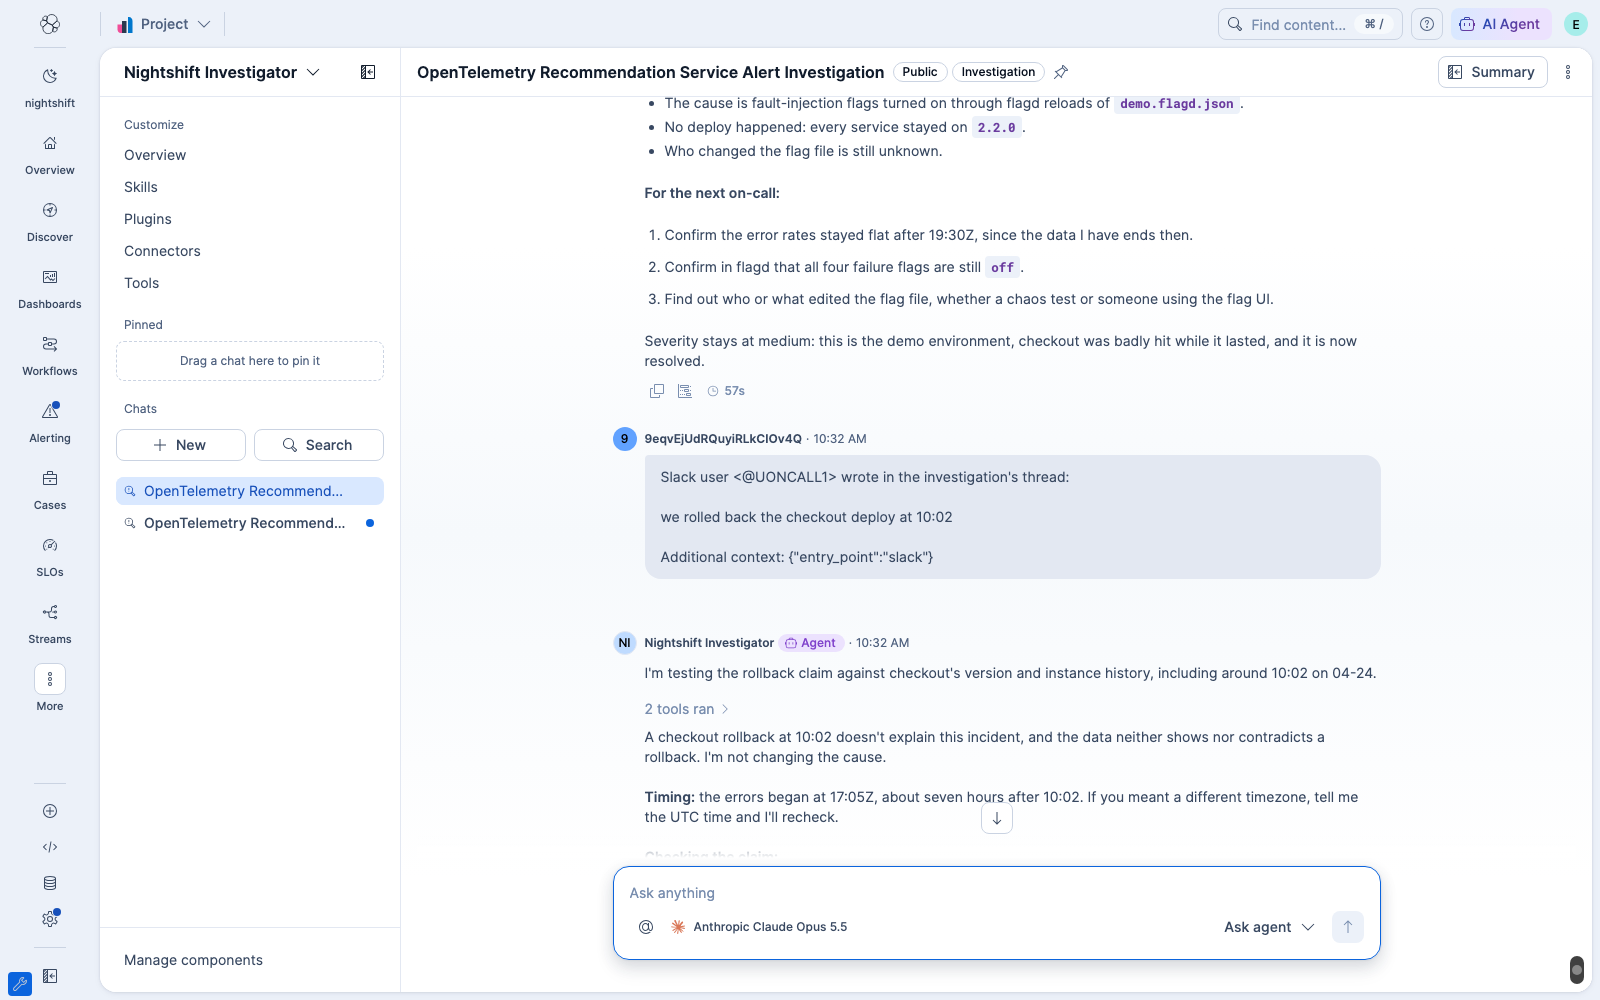 Project
Find content...
⌘ /
AI Agent
E
nightshift
Overview
Discover
Dashboards
Workflows
Alerting
Cases
SLOs
Streams
More
Nightshift Investigator
Customize
Overview
Skills
Plugins
Connectors
Tools
Pinned
Drag a chat here to pin it
Chats
New
Search
OpenTelemetry Recommend...
OpenTelemetry Recommend...
Manage components
OpenTelemetry Recommendation Service Alert Investigation
Public
Investigation
Summary
• The cause is fault-injection flags turned on through flagd reloads of demo.flagd.json.
• No deploy happened: every service stayed on 2.2.0.
• Who changed the flag file is still unknown.
For the next on-call:
1. Confirm the error rates stayed flat after 19:30Z, since the data I have ends then.
2. Confirm in flagd that all four failure flags are still off.
3. Find out who or what edited the flag file, whether a chaos test or someone using the flag UI.
Severity stays at medium: this is the demo environment, checkout was badly hit while it lasted, and it is now
resolved.
57s
9
9eqvEjUdRQuyiRLkCIOv4Q · 10:32 AM
Slack user <@UONCALL1> wrote in the investigation's thread:
we rolled back the checkout deploy at 10:02
Additional context: {"entry_point":"slack"}
NI
Nightshift Investigator Agent · 10:32 AM
I'm testing the rollback claim against checkout's version and instance history, including around 10:02 on 04-24.
2 tools ran
A checkout rollback at 10:02 doesn't explain this incident, and the data neither shows nor contradicts a
rollback. I'm not changing the cause.
Timing: the errors began at 17:05Z, about seven hours after 10:02. If you meant a different timezone, tell me
the UTC time and I'll recheck.
Checking the claim:
Ask anything
@
Anthropic Claude Opus 5.5
Ask agent